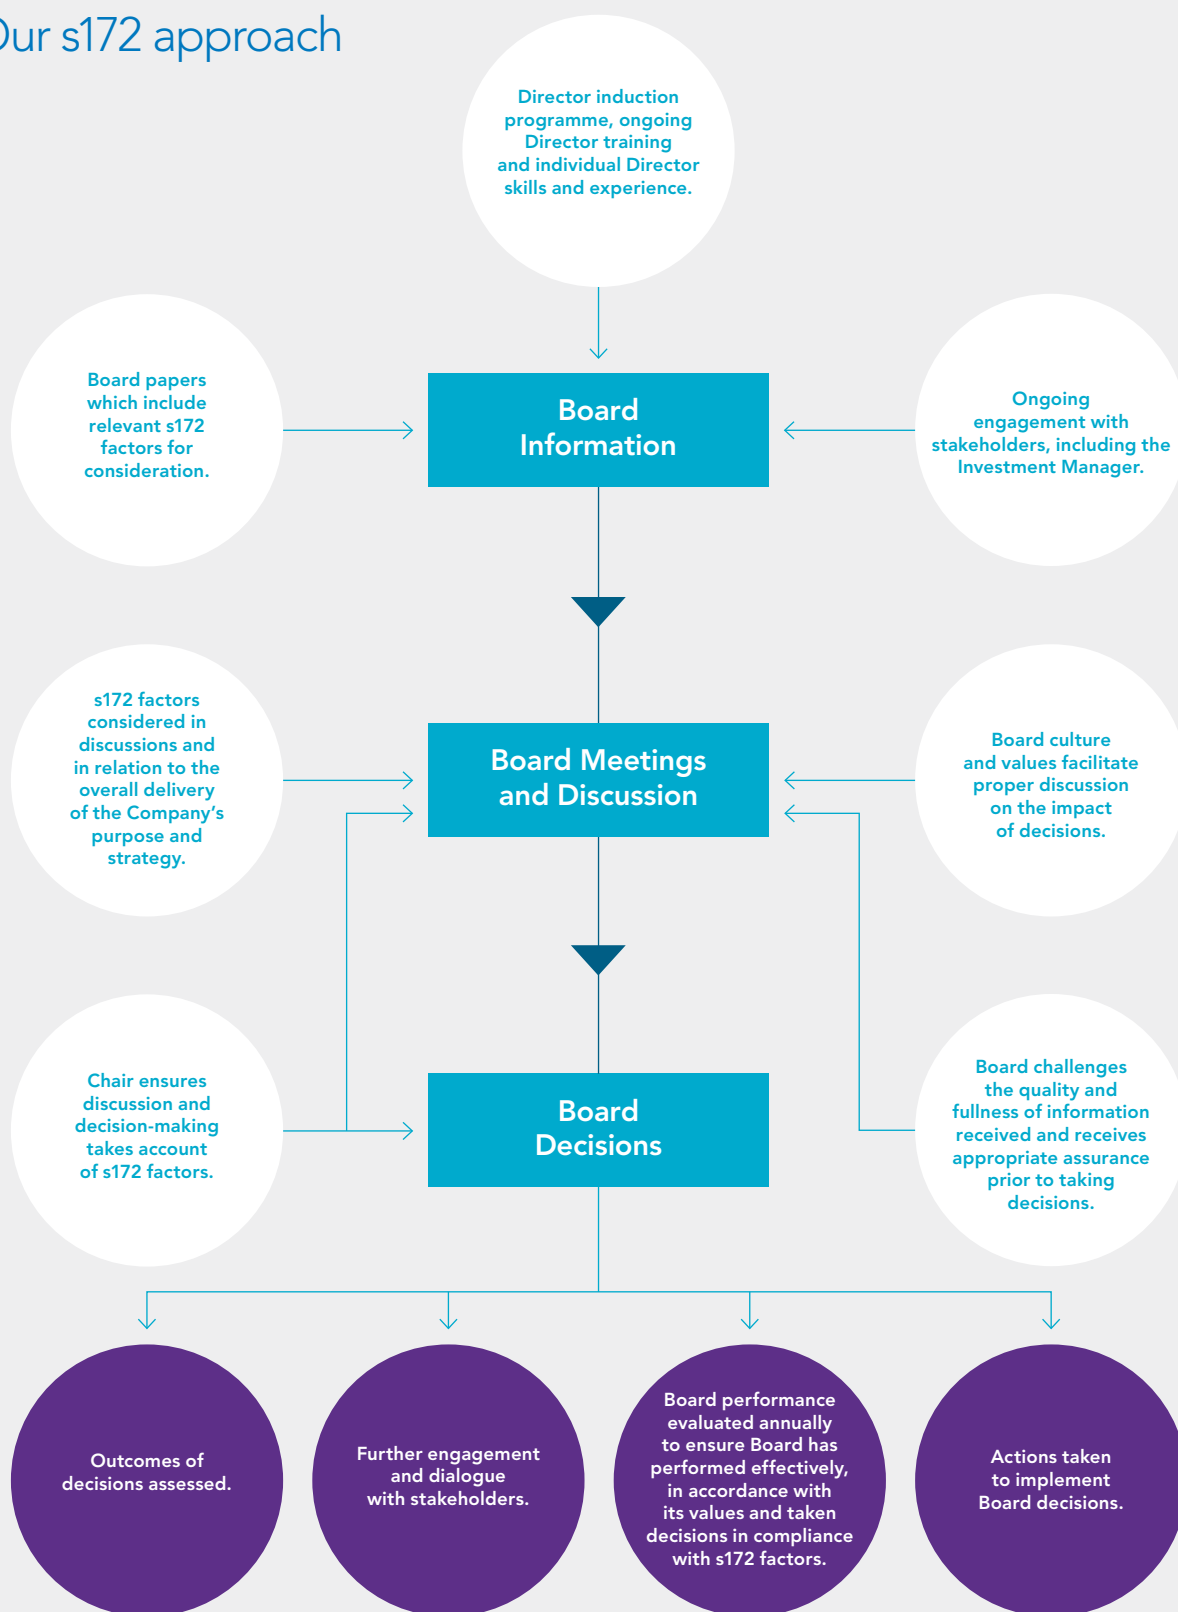 Our s172 approach
Director induction
programme, ongoing
Director training
and individual Director
skills and experience.
Board papers
which include
relevant s172
factors for
consideration.
Board
Information
Ongoing
engagement with
stakeholders, including the
Investment Manager.
s172 factors
considered in
discussions and
in relation to the
overall delivery
of the Company’s
purpose and
strategy.
Board Meetings
and Discussion
Board culture
and values facilitate
proper discussion
on the impact
of decisions.
Chair ensures
discussion and
decision-making
takes account
of s172 factors.
Board
Decisions
Board challenges
the quality and
fullness of information
received and receives
appropriate assurance
prior to taking
decisions.
Outcomes of
decisions assessed.
Further engagement
and dialogue
with stakeholders.
Board performance
evaluated annually
to ensure Board has
performed effectively,
in accordance with
its values and taken
decisions in compliance
with s172 factors.
Actions taken
to implement
Board decisions.